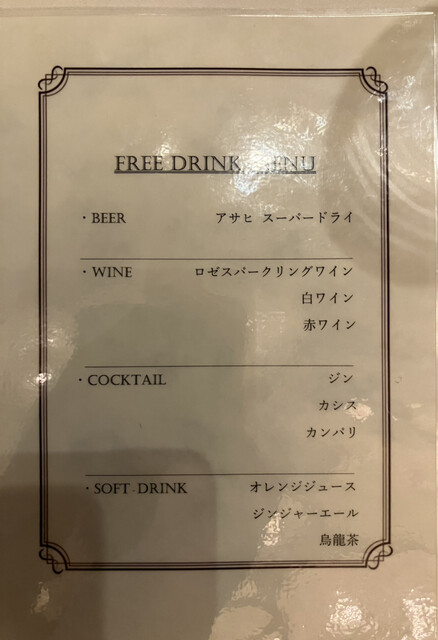 FREE DRINK MENU
・BEER アサヒ スーパードライ
・WINE ロゼスパークリングワイン
白ワイン
赤ワイン
・COCKTAIL ジン
カシス
カンパリ
・SOFT-DRINK オレンジジュース
ジンジャーエール
烏龍茶